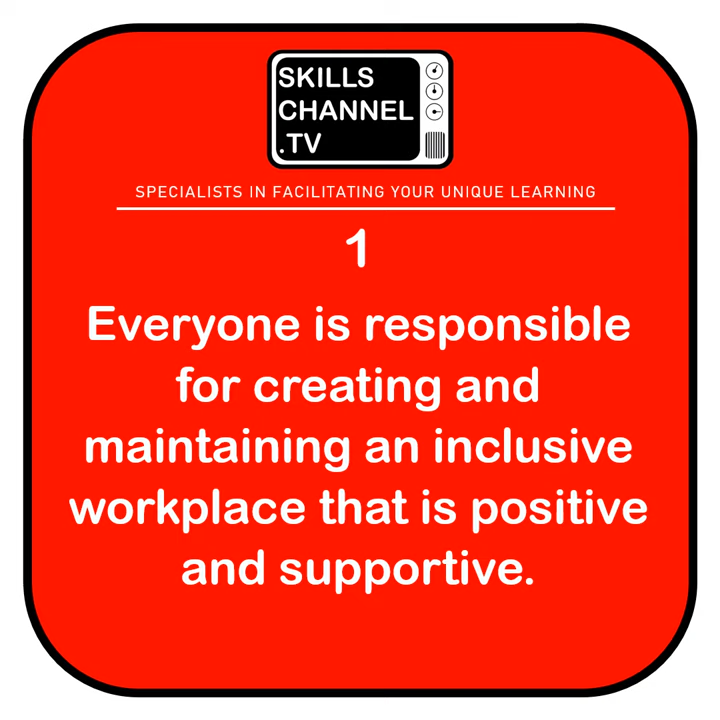 SKILLS
CHANNEL
.TV
SPECIALISTS IN FACILITATING YOUR UNIQUE LEARNING
1
Everyone is responsible
for creating and
maintaining an inclusive
workplace that is positive
and supportive.